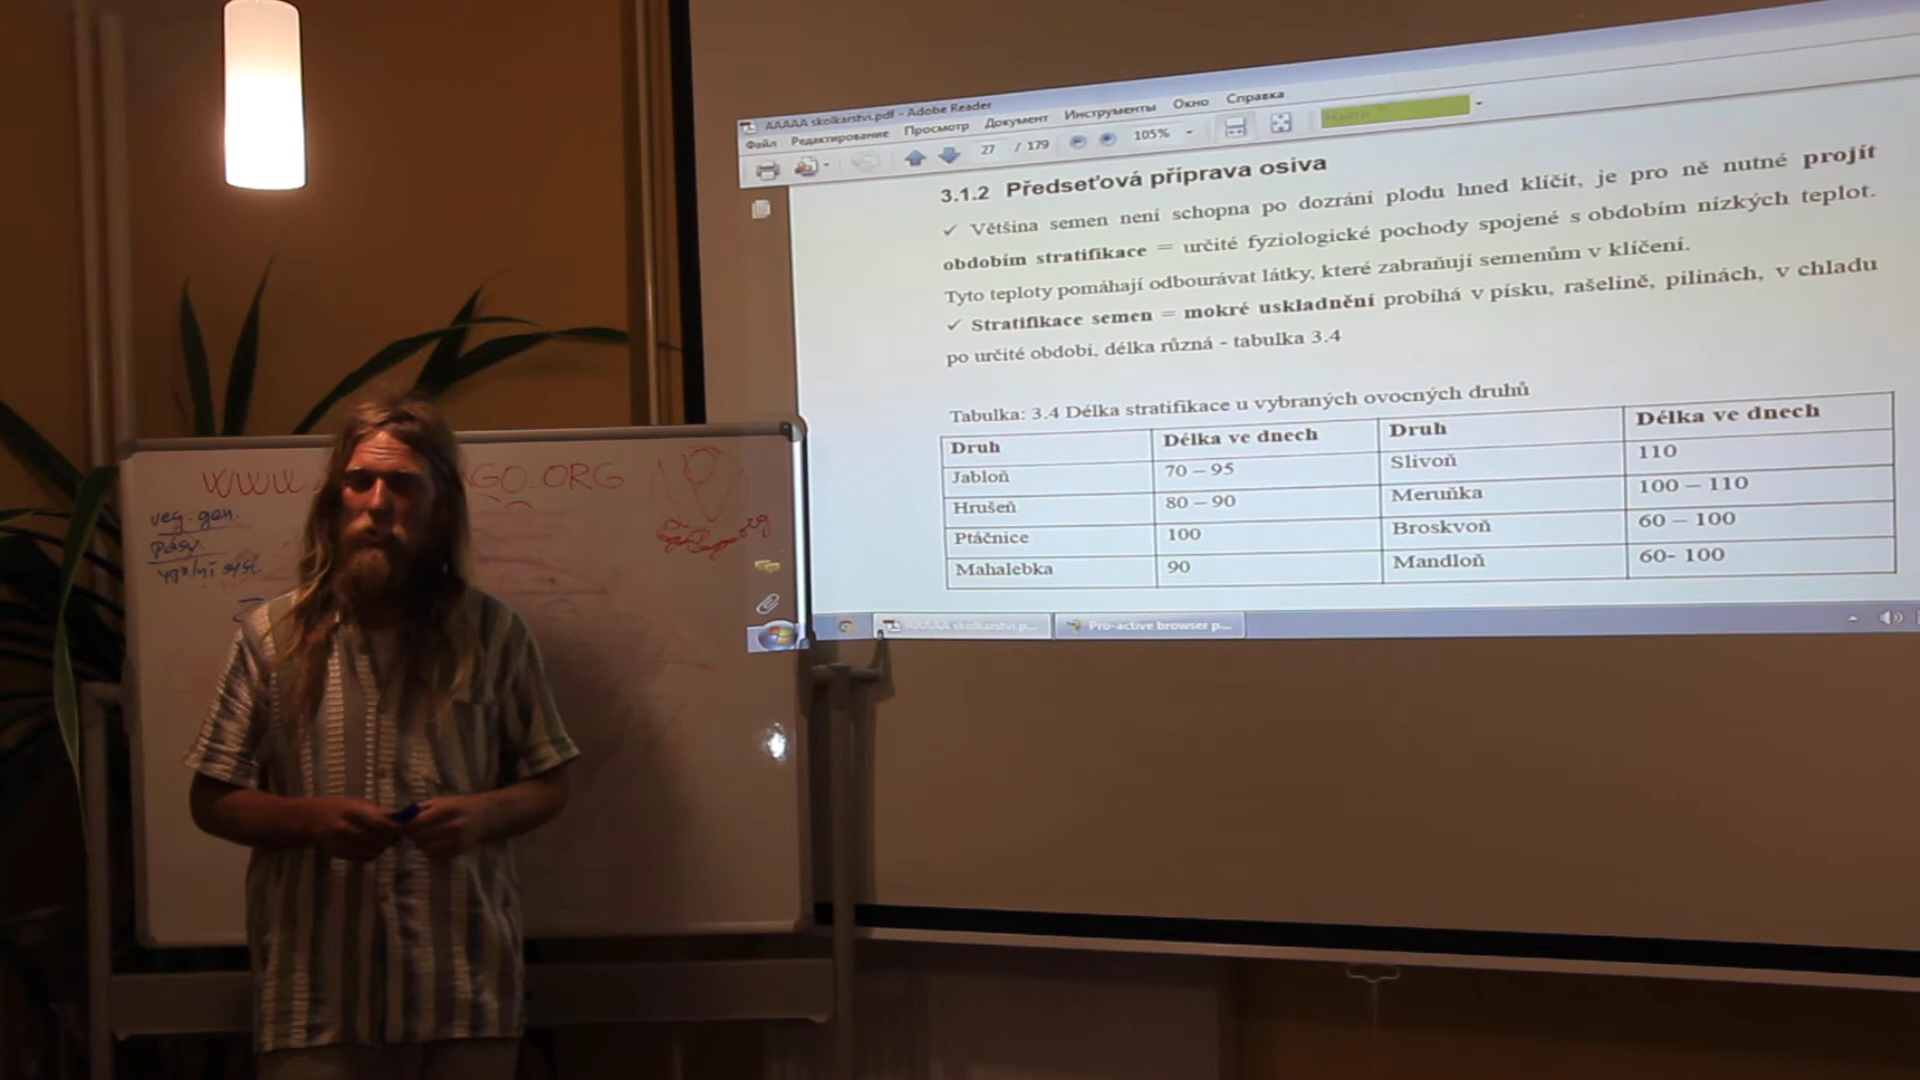 AAAAA skolkarstvi.pdf - Adobe Reader
Файл Редактирование Просмотр Документ Инструменты Окно Справка
27 / 179 105%
3.1.2 Předseťová příprava osiva
✓ Většina semen není schopna po dozrání plodu hned klíčit, je pro ně nutné projít
obdobím stratifikace = určité fyziologické pochody spojené s obdobím nízkých teplot.
Tyto teploty pomáhají odbourávat látky, které zabraňují semenům v klíčení.
✓ Stratifikace semen = mokré uskladnění probíhá v písku, rašelině, pilinách, v chladu
po určité období, délka různá - tabulka 3.4
Tabulka: 3.4 Délka stratifikace u vybraných ovocných druhů
Druh Délka ve dnech Druh Délka ve dnech
Jabloň 70 – 95 Slivoň 110
Hrušeň 80 – 90 Meruňka 100 – 110
Ptáčnice 100 Broskvoň 60 – 100
Mahalebka 90 Mandloň 60- 100
AAAAA skolkarstvi.p... Pro-active browser p...
WWW GO.ORG
veg. gen.
pásy